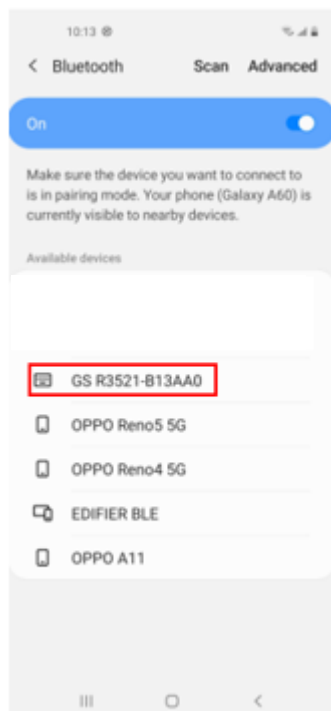 10:13
Bluetooth Scan Advanced
On
Make sure the device you want to connect to
is in pairing mode. Your phone (Galaxy A60) is
currently visible to nearby devices.
Available devices
GS R3521-B13AA0
OPPO Reno5 5G
OPPO Reno4 5G
EDIFIER BLE
OPPO A11